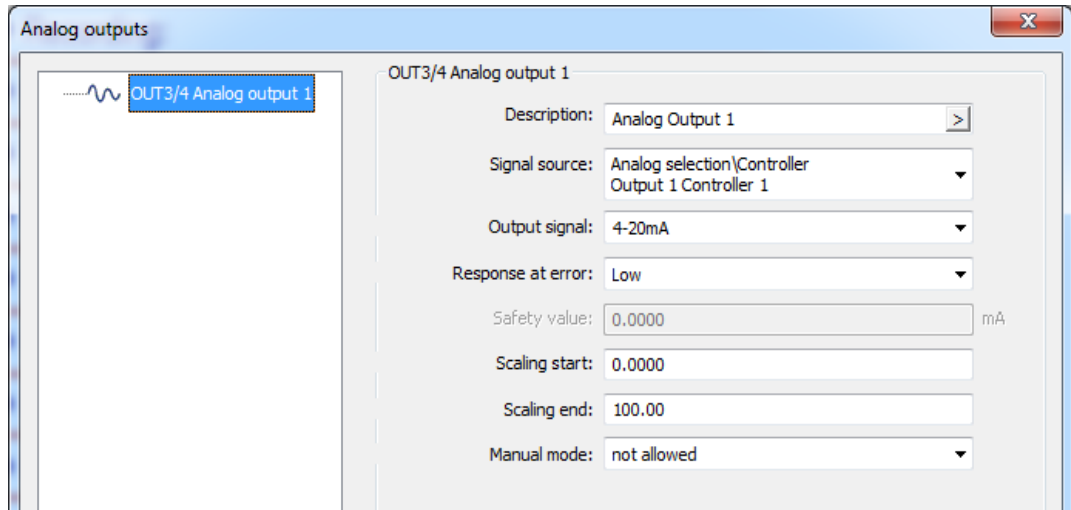 Analog outputs
OUT3/4 Analog output 1
OUT3/4 Analog output 1
Description: Analog Output 1 >
Signal source: Analog selection\Controller
Output 1 Controller 1
Output signal: 4-20mA
Response at error: Low
Safety value: 0.0000 mA
Scaling start: 0.0000
Scaling end: 100.00
Manual mode: not allowed